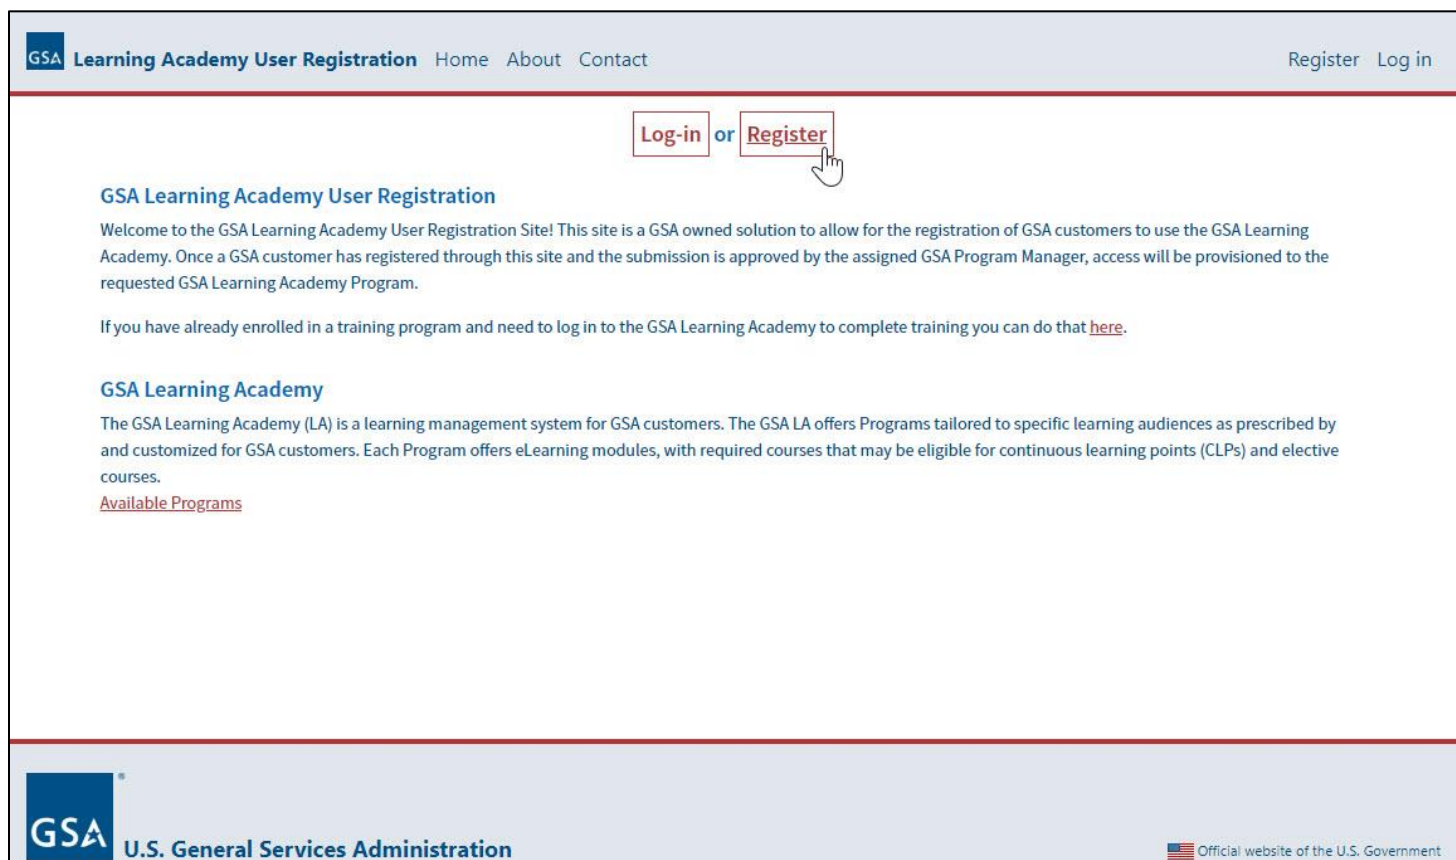 GSA Learning Academy User Registration Home About Contact Register Log in
Log-in or Register
GSA Learning Academy User Registration
Welcome to the GSA Learning Academy User Registration Site! This site is a GSA owned solution to allow for the registration of GSA customers to use the GSA Learning
Academy. Once a GSA customer has registered through this site and the submission is approved by the assigned GSA Program Manager, access will be provisioned to the
requested GSA Learning Academy Program.
If you have already enrolled in a training program and need to log in to the GSA Learning Academy to complete training you can do that here.
GSA Learning Academy
The GSA Learning Academy (LA) is a learning management system for GSA customers. The GSA LA offers Programs tailored to specific learning audiences as prescribed by
and customized for GSA customers. Each Program offers eLearning modules, with required courses that may be eligible for continuous learning points (CLPs) and elective
courses.
Available Programs
GSA ®
U.S. General Services Administration
Official website of the U.S. Government